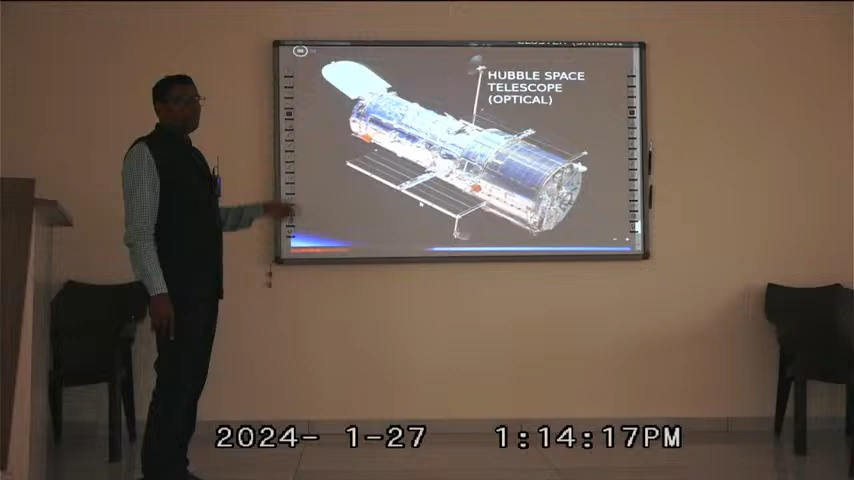 HUBBLE SPACE
TELESCOPE
(OPTICAL)
2024- 1-27 1:14:17PM